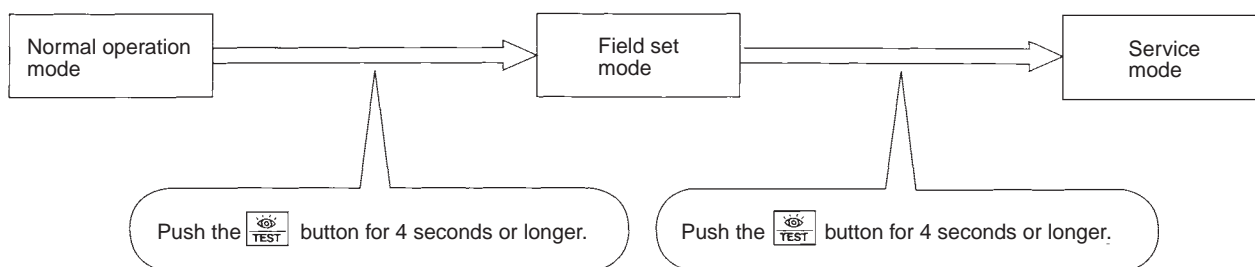 Normal operation
mode
Field set
mode
Service
mode
Push the TEST button for 4 seconds or longer.
Push the TEST button for 4 seconds or longer.